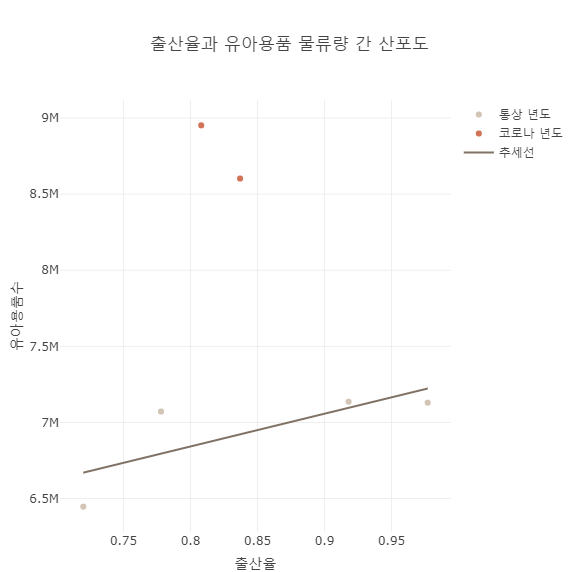 출산율과 유아용품 물류량 간 산포도
통상 년도
코로나 년도
추세선
유아용품수
9M
8.5M
8M
7.5M
7M
6.5M
0.75
0.8
0.85
0.9
0.95
출산율